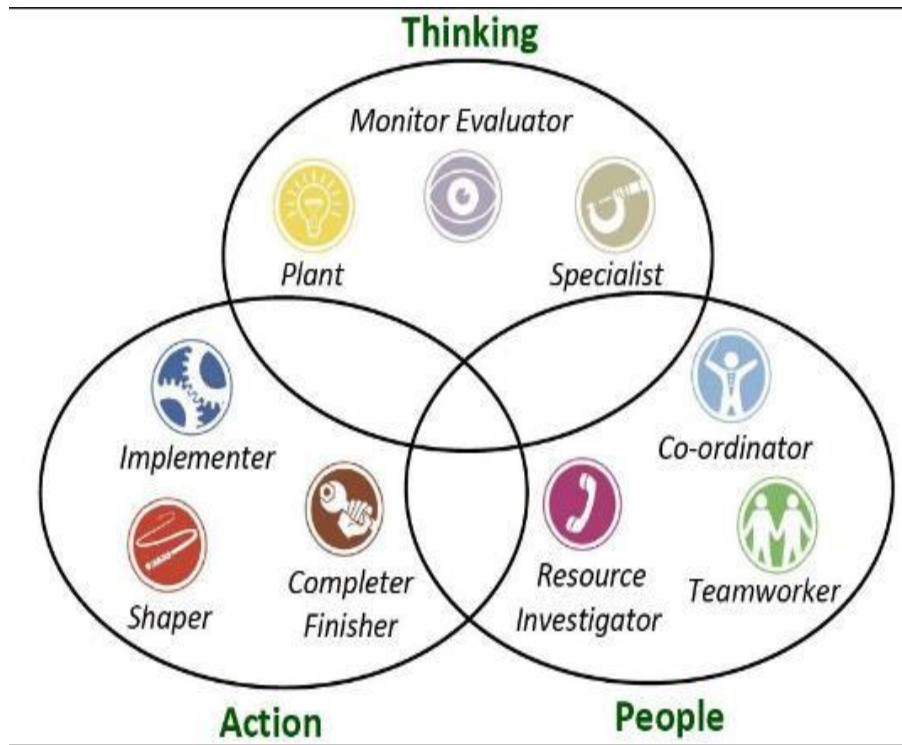 Thinking
Monitor Evaluator
Plant
Specialist
Implementer
Co-ordinator
Shaper
Completer
Finisher
Resource
Investigator
Teamworker
Action
People